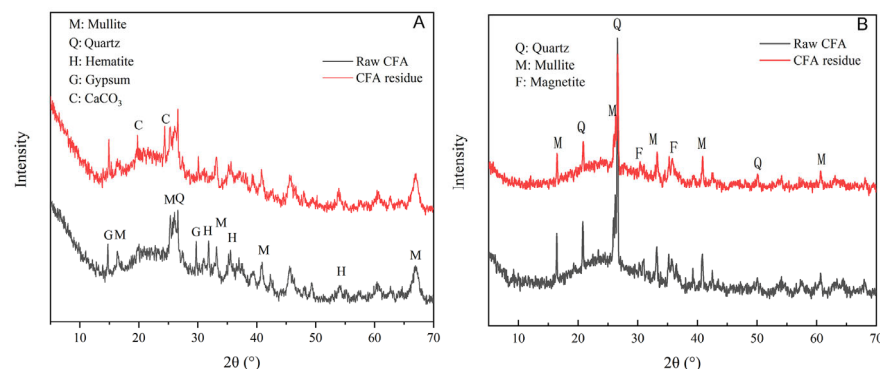 A
M: Mullite
Q: Quartz
H: Hematite
G: Gypsum
C: CaCO₃
Raw CFA
CFA residue
C
C
M Q
G M
G H
M
H
M
H
M
Intensity
10 20 30 40 50 60 70
2θ (°)
B
Q
Q: Quartz
M: Mullite
F: Magnetite
Raw CFA
CFA residue
M
Q
M
F
M
F
M
Q
M
Intensity
10 20 30 40 50 60 70
2θ (°)